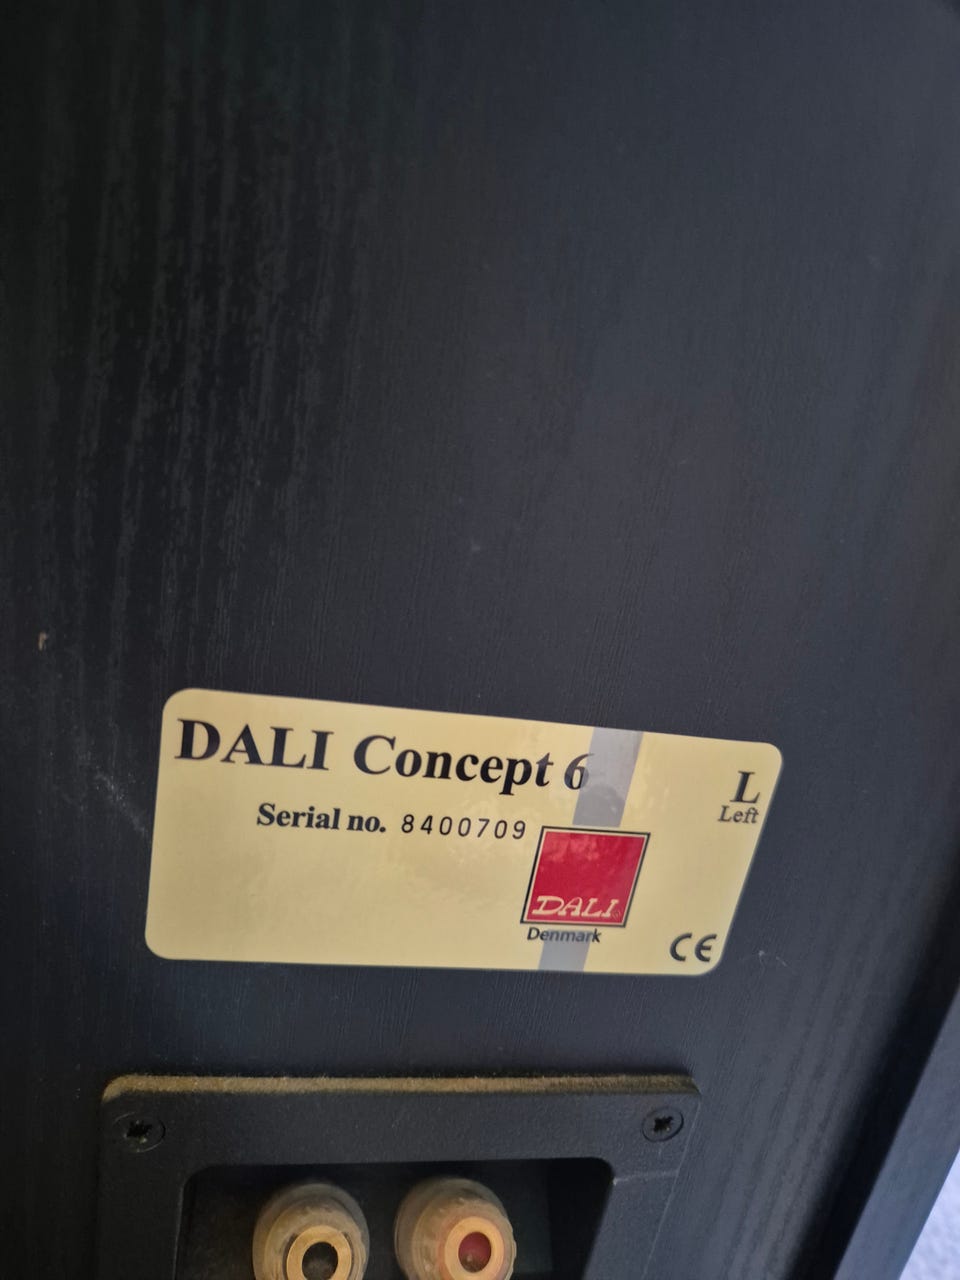 DALI Concept 6
L
Left
Serial no. 8400709
DALI
Denmark
CE